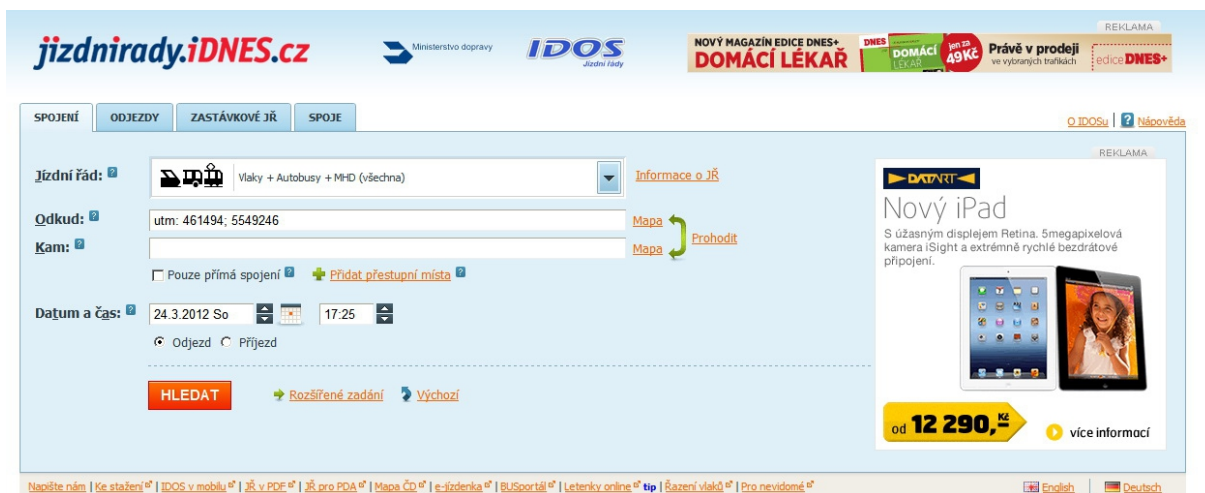 REKLAMA
jizdnirady.iDNES.cz
Ministerstvo dopravy
IDOS
Jízdní řády
NOVÝ MAGAZÍN EDICE DNES+
DOMÁCÍ LÉKAŘ
DNES
DOMÁCÍ
LÉKAŘ
jen za
49Kč
Právě v prodeji
ve vybraných trafikách
edice DNES+
SPOJENÍ ODJEZDY ZASTÁVKOVÉ JŘ SPOJE
O IDOSu | ? Nápověda
REKLAMA
Jízdní řád: ? Vlaky + Autobusy + MHD (všechna) Informace o JŘ
Odkud: ? utm: 461494; 5549246 Mapa
Prohodit
Kam: ? Mapa
Pouze přímá spojení ? Přidat přestupní místa ?
Datum a čas: ? 24.3.2012 So 17:25
Odjezd Příjezd
HLEDAT Rozšířené zadání Výchozí
DATART
Nový iPad
S úžasným displejem Retina. 5megapixelová
kamera iSight a extrémně rychlé bezdrátové
připojení.
od 12 290,- Kč
více informací
Napište nám | Ke stažení | IDOS v mobilu | JŘ v PDF | JŘ pro PDA | Mapa ČD | e-jízdenka | BUSportál | Letenky online tip | Řazení vlaků | Pro nevidomé
English | Deutsch